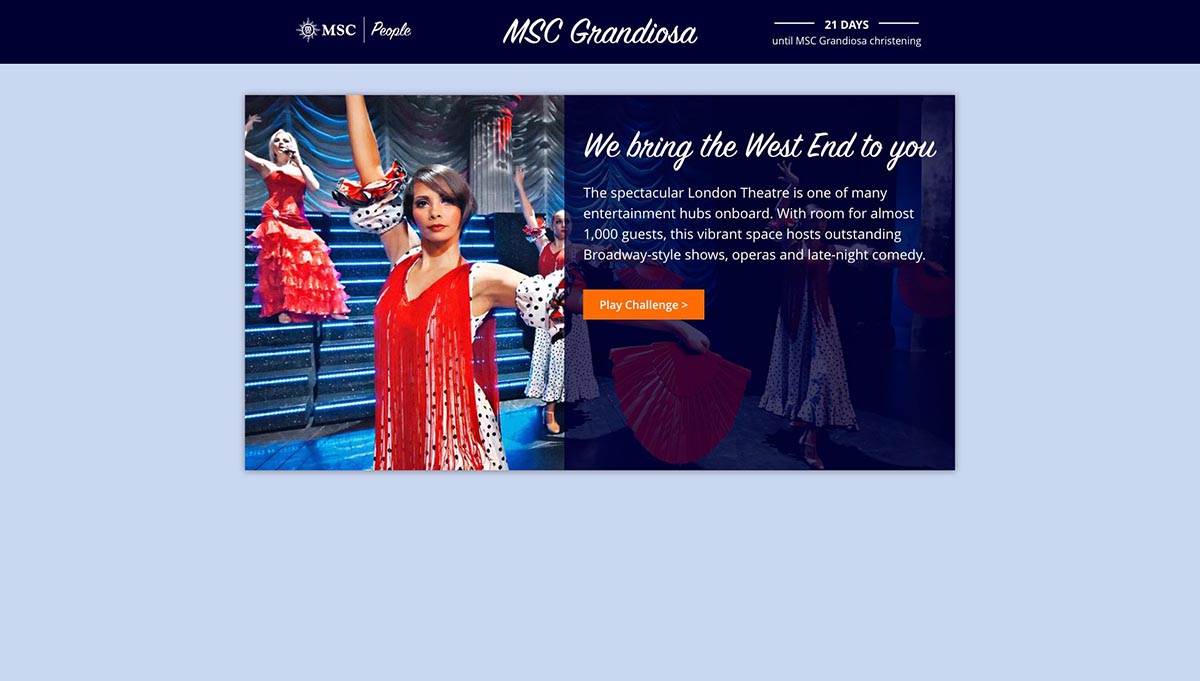 MSC People
MSC Grandiosa
21 DAYS
until MSC Grandiosa christening
We bring the West End to you
The spectacular London Theatre is one of many
entertainment hubs onboard. With room for almost
1,000 guests, this vibrant space hosts outstanding
Broadway-style shows, operas and late-night comedy.
Play Challenge >